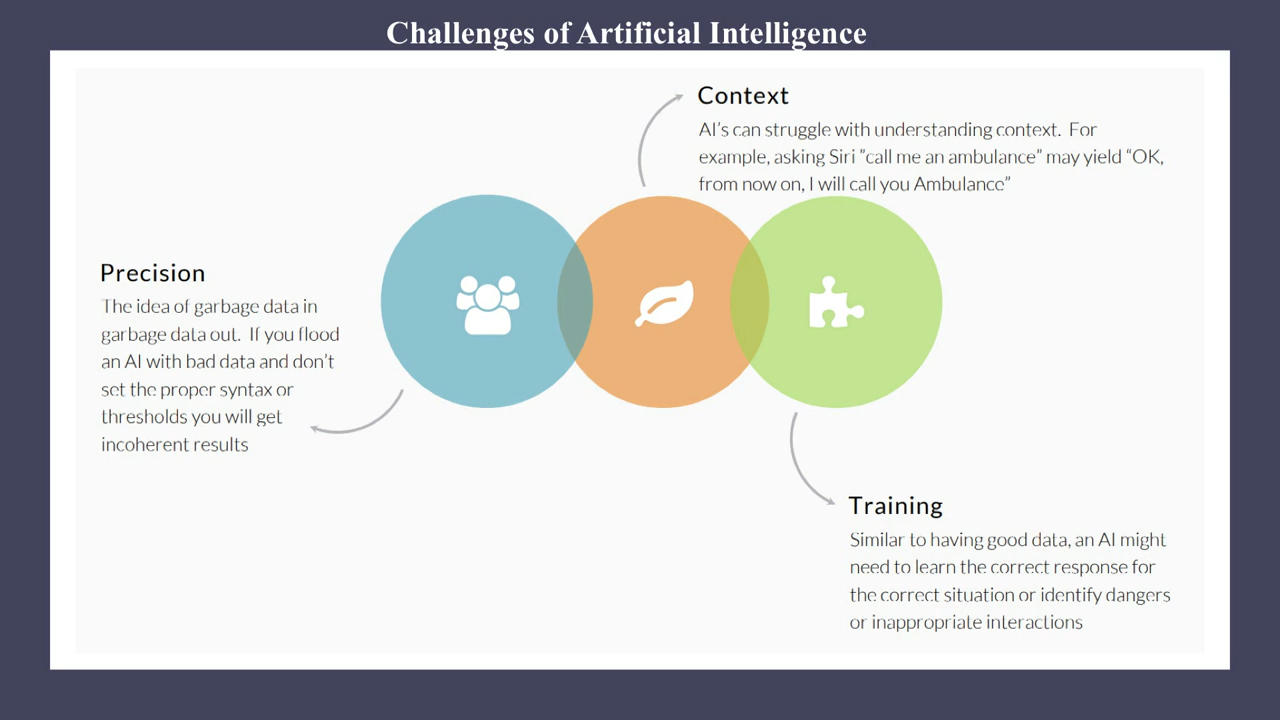 Challenges of Artificial Intelligence
Context
AI's can struggle with understanding context.  For
example, asking Siri "call me an ambulance" may yield “OK,
from now on, I will call you Ambulance”
Precision
The idea of garbage data in
garbage data out.  If you flood
an AI with bad data and don't
set the proper syntax or
thresholds you will get
incoherent results
Training
Similar to having good data, an AI might
need to learn the correct response for
the correct situation or identify dangers
or inappropriate interactions